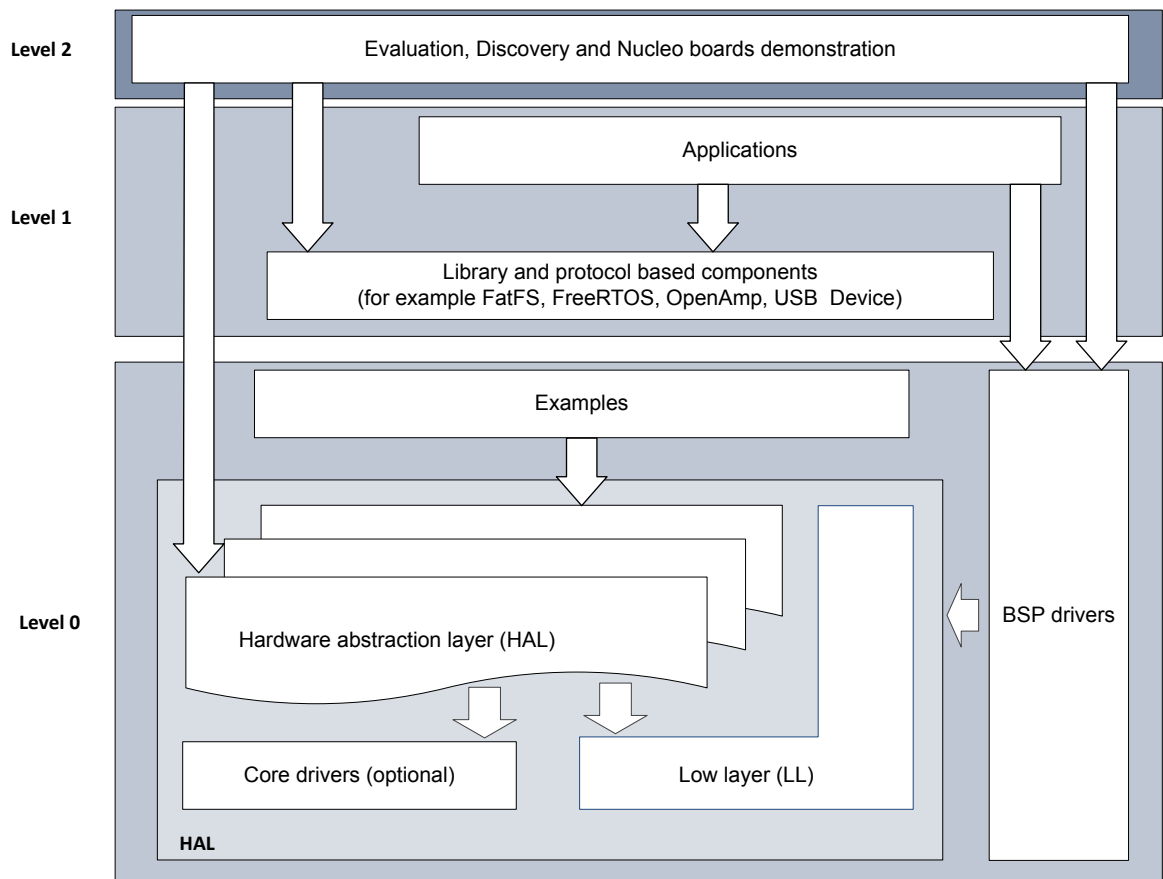 Level 2
Evaluation, Discovery and Nucleo boards demonstration
Applications
Level 1
Library and protocol based components
(for example FatFS, FreeRTOS, OpenAmp, USB Device)
Examples
Level 0
Hardware abstraction layer (HAL)
BSP drivers
Core drivers (optional)
Low layer (LL)
HAL